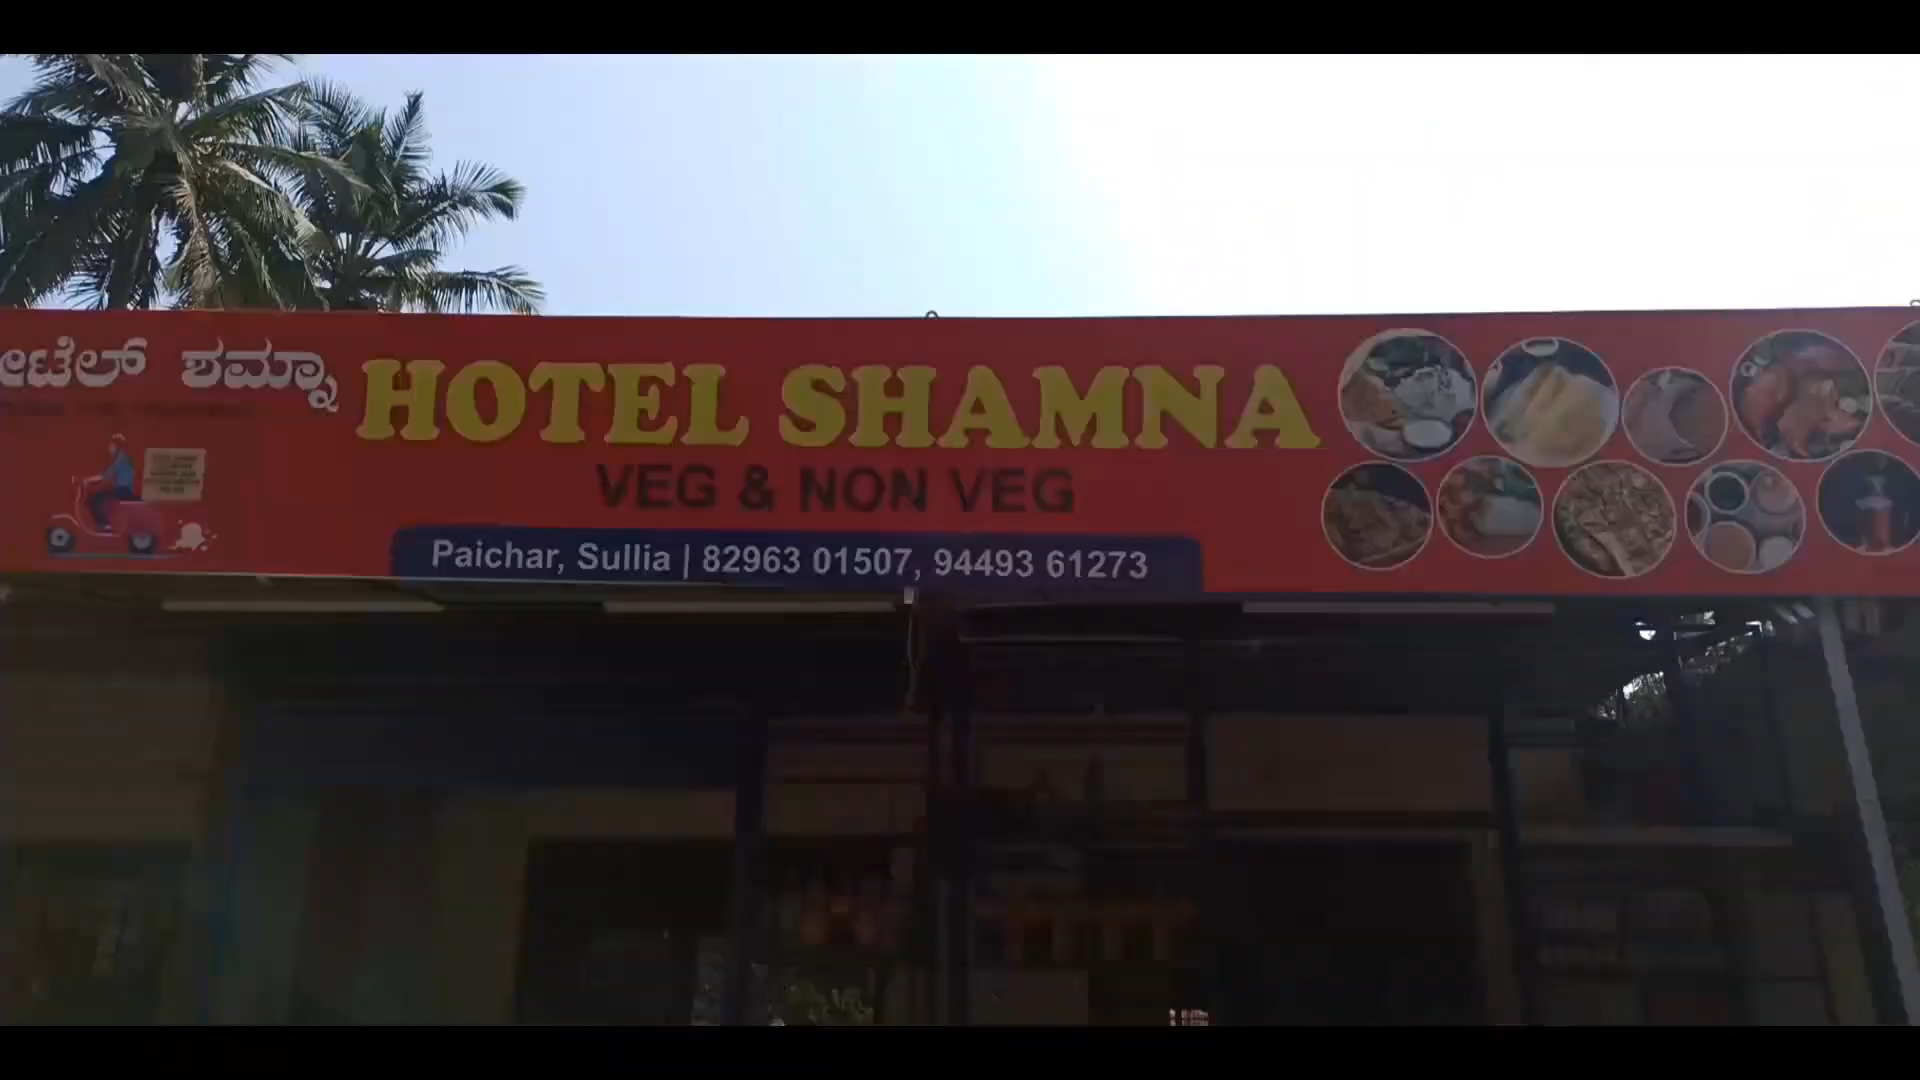 ೀಟೆಲ್ ಶಮ್ನಾ
HOTEL SHAMNA
VEG & NON VEG
Paichar, Sullia | 82963 01507, 94493 61273